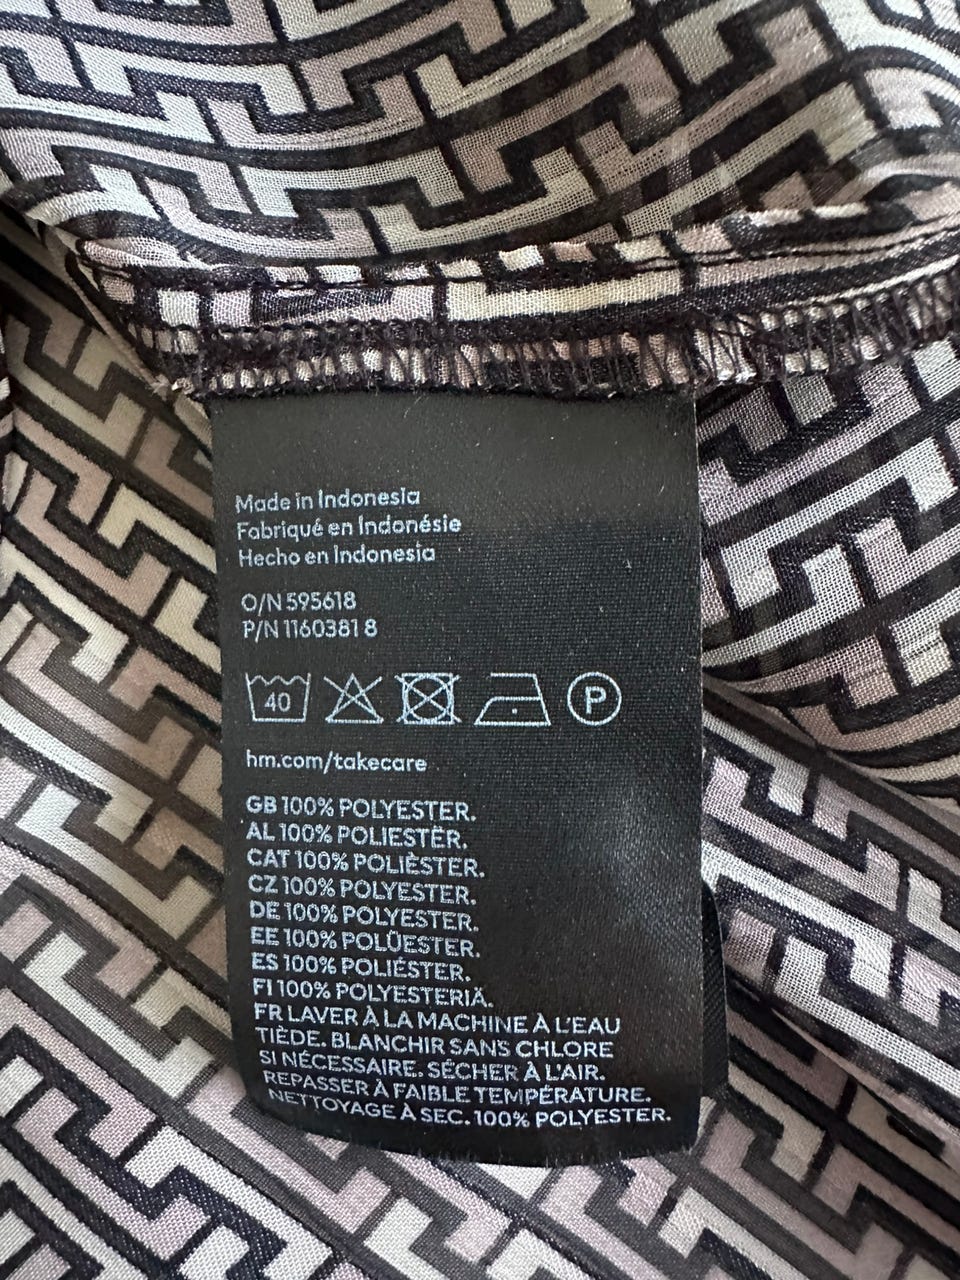 Made in Indonesia
Fabriqué en Indonésie
Hecho en Indonesia
O/N 595618
P/N 1160381 8
40 P
hm.com/takecare
GB 100% POLYESTER.
AL 100% POLIESTËR.
CAT 100% POLIÈSTER.
CZ 100% POLYESTER.
DE 100% POLYESTER.
EE 100% POLÜESTER.
ES 100% POLIÉSTER.
FI 100% POLYESTERIÄ.
FR LAVER À LA MACHINE À L'EAU
TIÈDE. BLANCHIR SANS CHLORE
SI NÉCESSAIRE. SÉCHER À L'AIR.
REPASSER À FAIBLE TEMPÉRATURE.
NETTOYAGE À SEC. 100% POLYESTER.